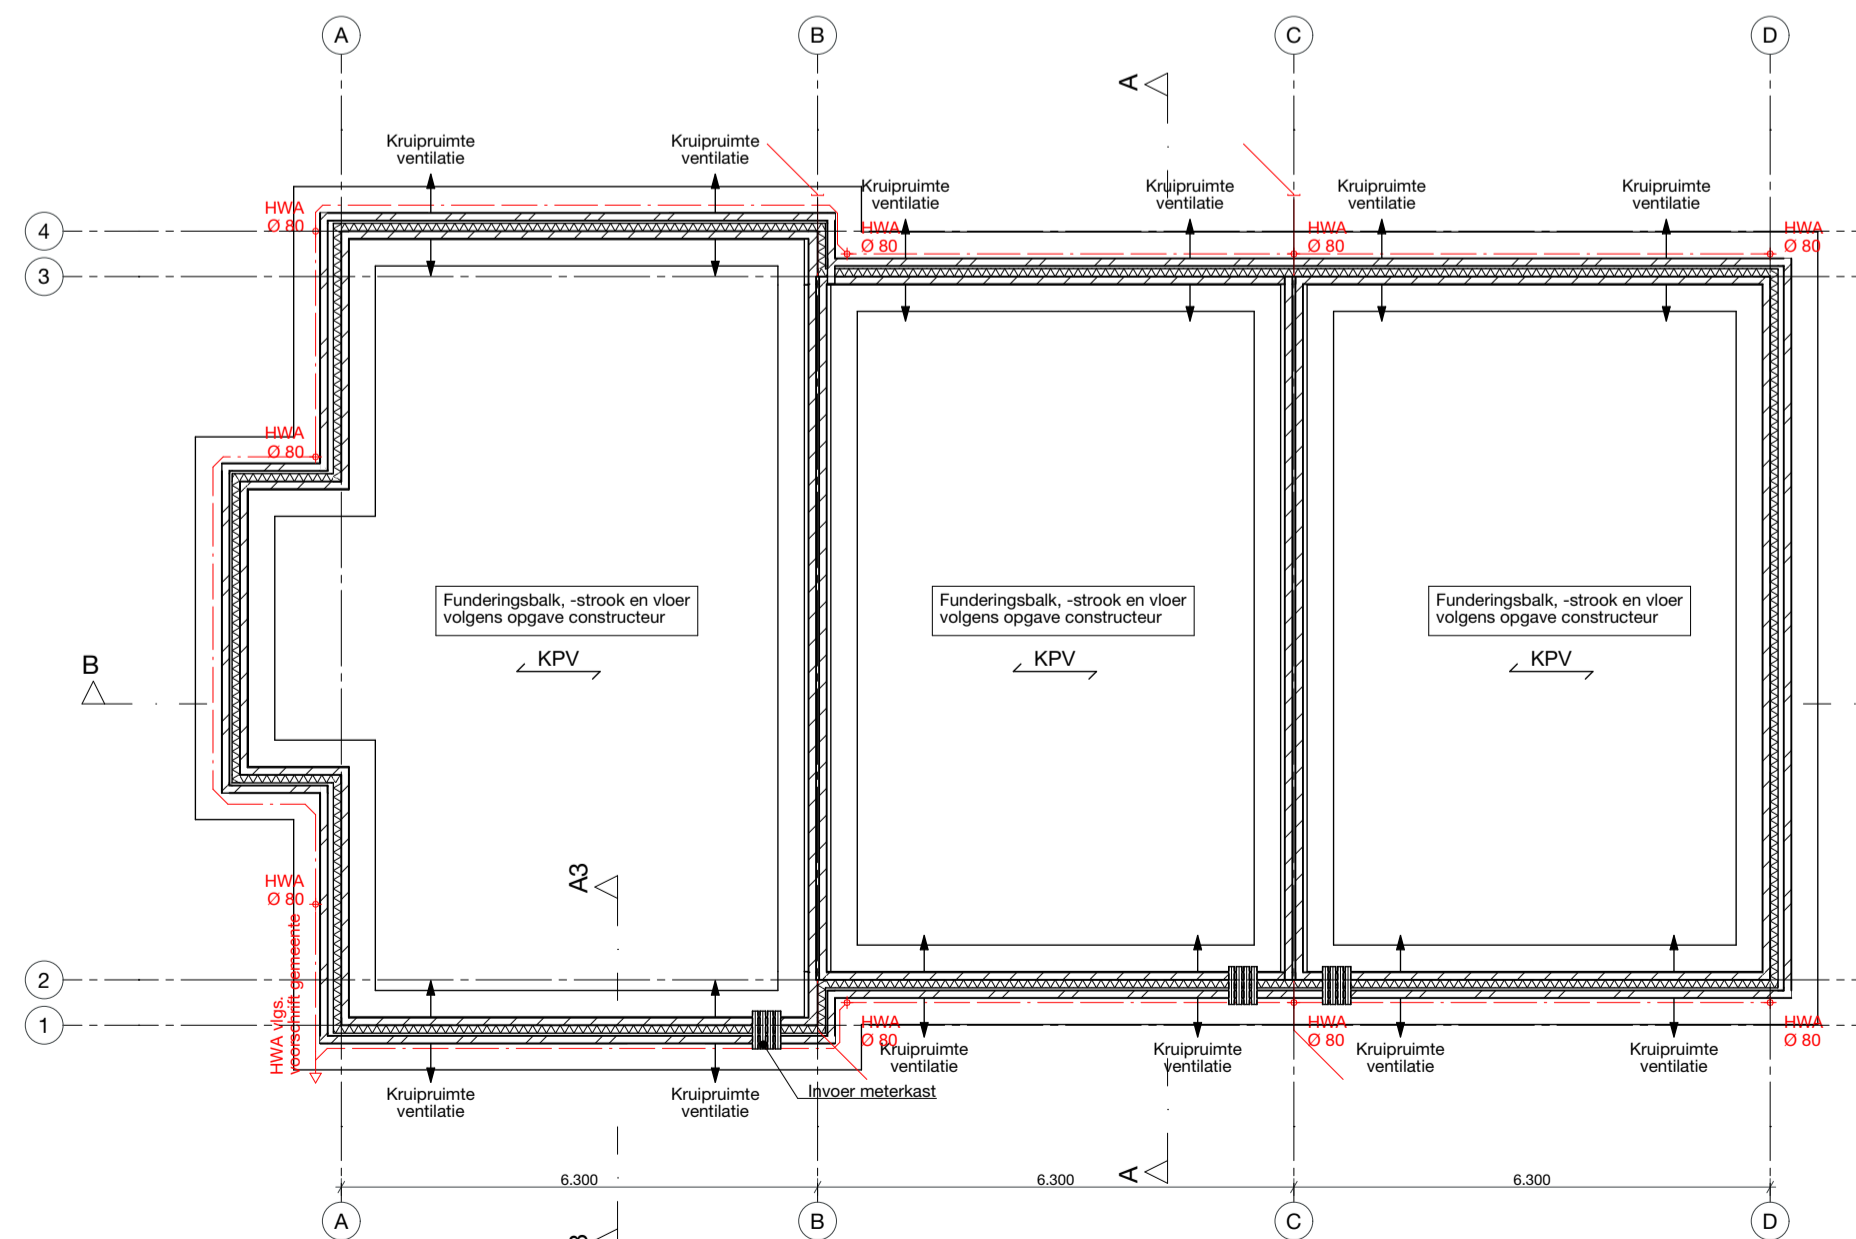 A
B
C
D
A
Kruipruimte
ventilatie
Kruipruimte
ventilatie
Kruipruimte
ventilatie
Kruipruimte
ventilatie
Kruipruimte
ventilatie
Kruipruimte
ventilatie
HWA
Ø 80
HWA
Ø 80
HWA
Ø 80
HWA
Ø 80
4
3
HWA
Ø 80
Funderingsbalk, -strook en vloer
volgens opgave constructeur
KPV
Funderingsbalk, -strook en vloer
volgens opgave constructeur
KPV
Funderingsbalk, -strook en vloer
volgens opgave constructeur
KPV
B
A3
HWA
Ø 80
HWA vlgs.
voorschrift gemeente
2
1
HWA
Ø 80
HWA
Ø 80
HWA
Ø 80
Kruipruimte
ventilatie
Kruipruimte
ventilatie
Kruipruimte
ventilatie
Kruipruimte
ventilatie
Kruipruimte
ventilatie
Kruipruimte
ventilatie
Invoer meterkast
A
6.300
6.300
6.300
A
B
C
D